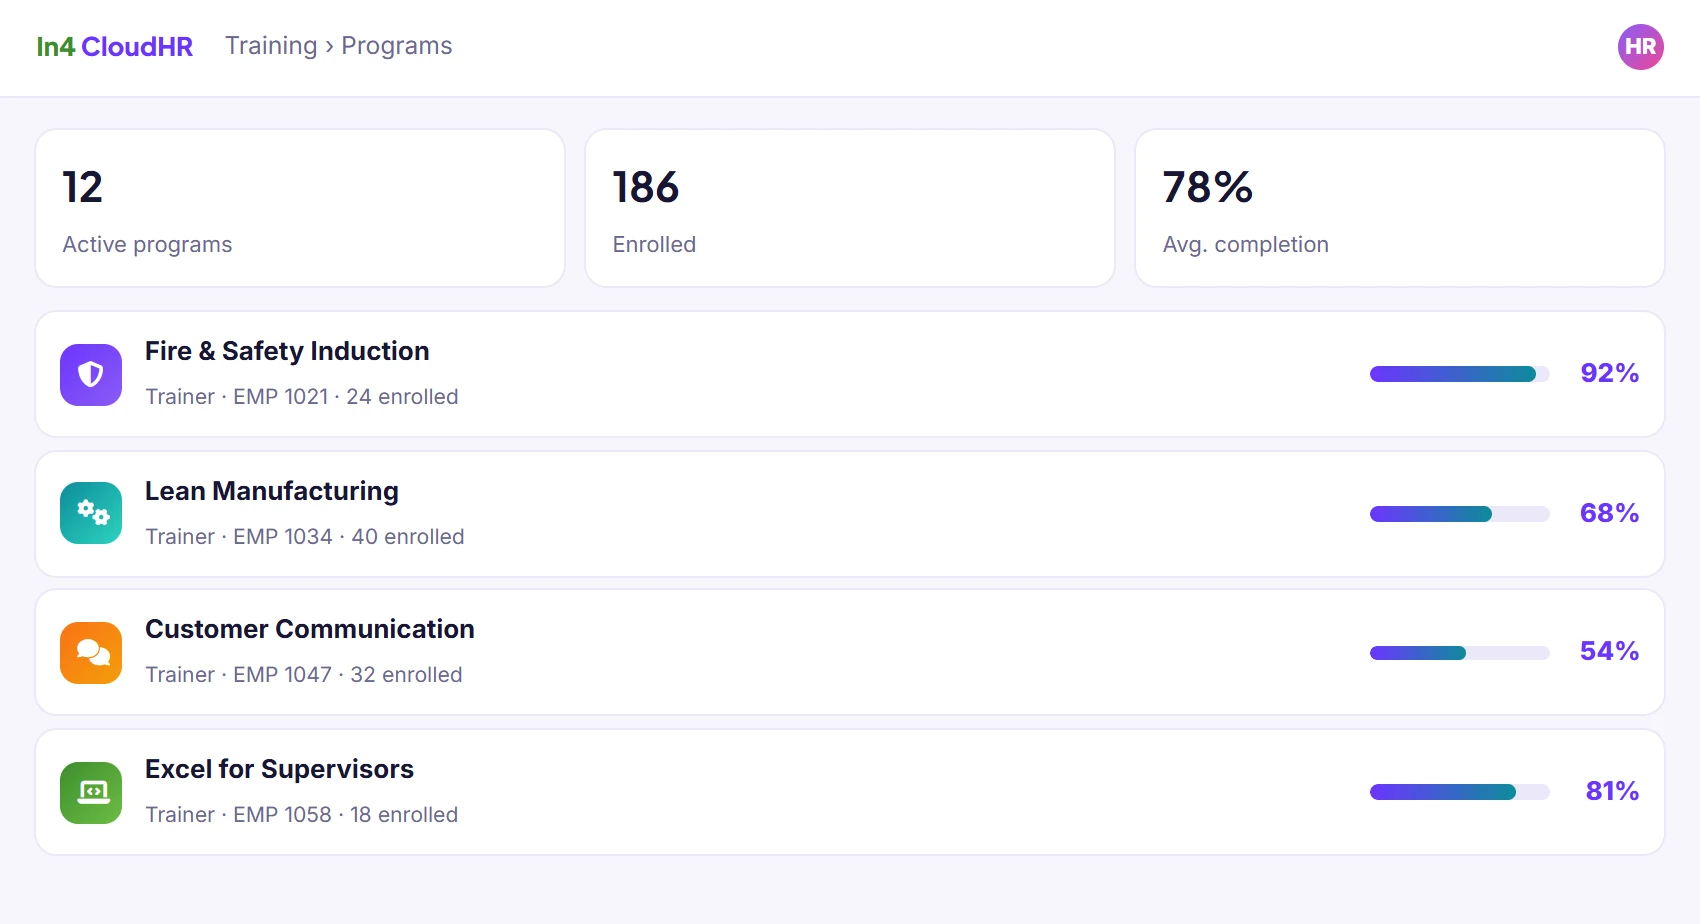 In4 CloudHR
Training › Programs
HR
12
Active programs
186
Enrolled
78%
Avg. completion
Fire & Safety Induction
Trainer · EMP 1021 · 24 enrolled
92%
Lean Manufacturing
Trainer · EMP 1034 · 40 enrolled
68%
Customer Communication
Trainer · EMP 1047 · 32 enrolled
54%
Excel for Supervisors
Trainer · EMP 1058 · 18 enrolled
81%